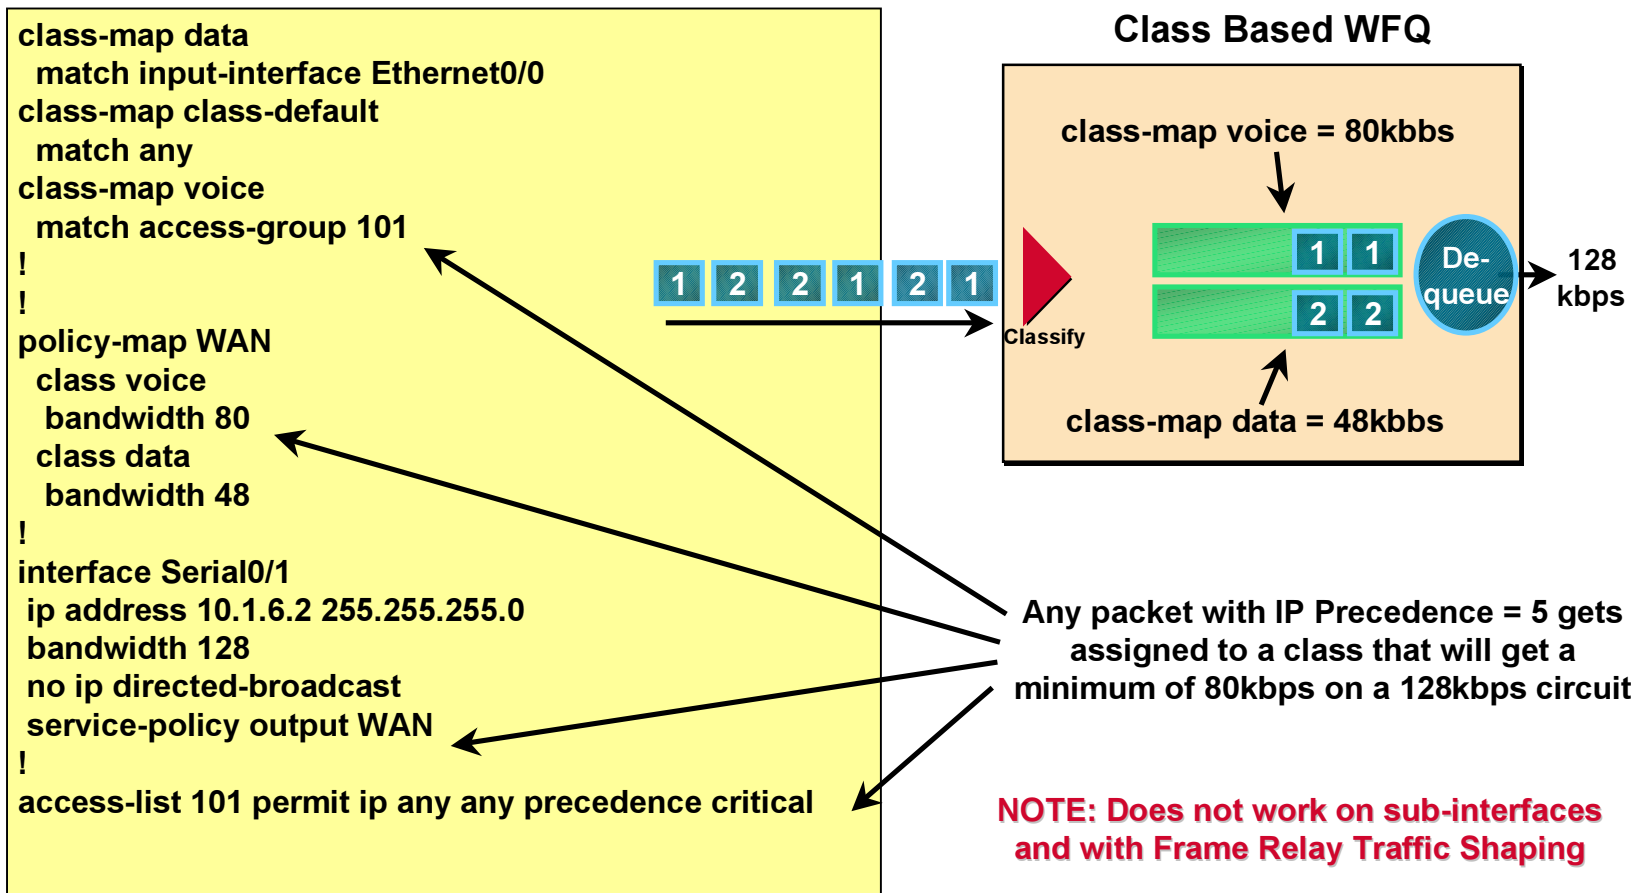 class-map data
match input-interface Ethernet0/0
class-map class-default
match any
class-map voice
match access-group 101
!
!
policy-map WAN
class voice
bandwidth 80
class data
bandwidth 48
!
interface Serial0/1
ip address 10.1.6.2 255.255.255.0
bandwidth 128
no ip directed-broadcast
service-policy output WAN
!
access-list 101 permit ip any any precedence critical
Class Based WFQ
class-map voice = 80kbbs
1 2 2 1 2 1
Classify
1 1
2 2
De-
queue
128
kbps
class-map data = 48kbbs
Any packet with IP Precedence = 5 gets
assigned to a class that will get a
minimum of 80kbps on a 128kbps circuit
NOTE: Does not work on sub-interfaces
and with Frame Relay Traffic Shaping